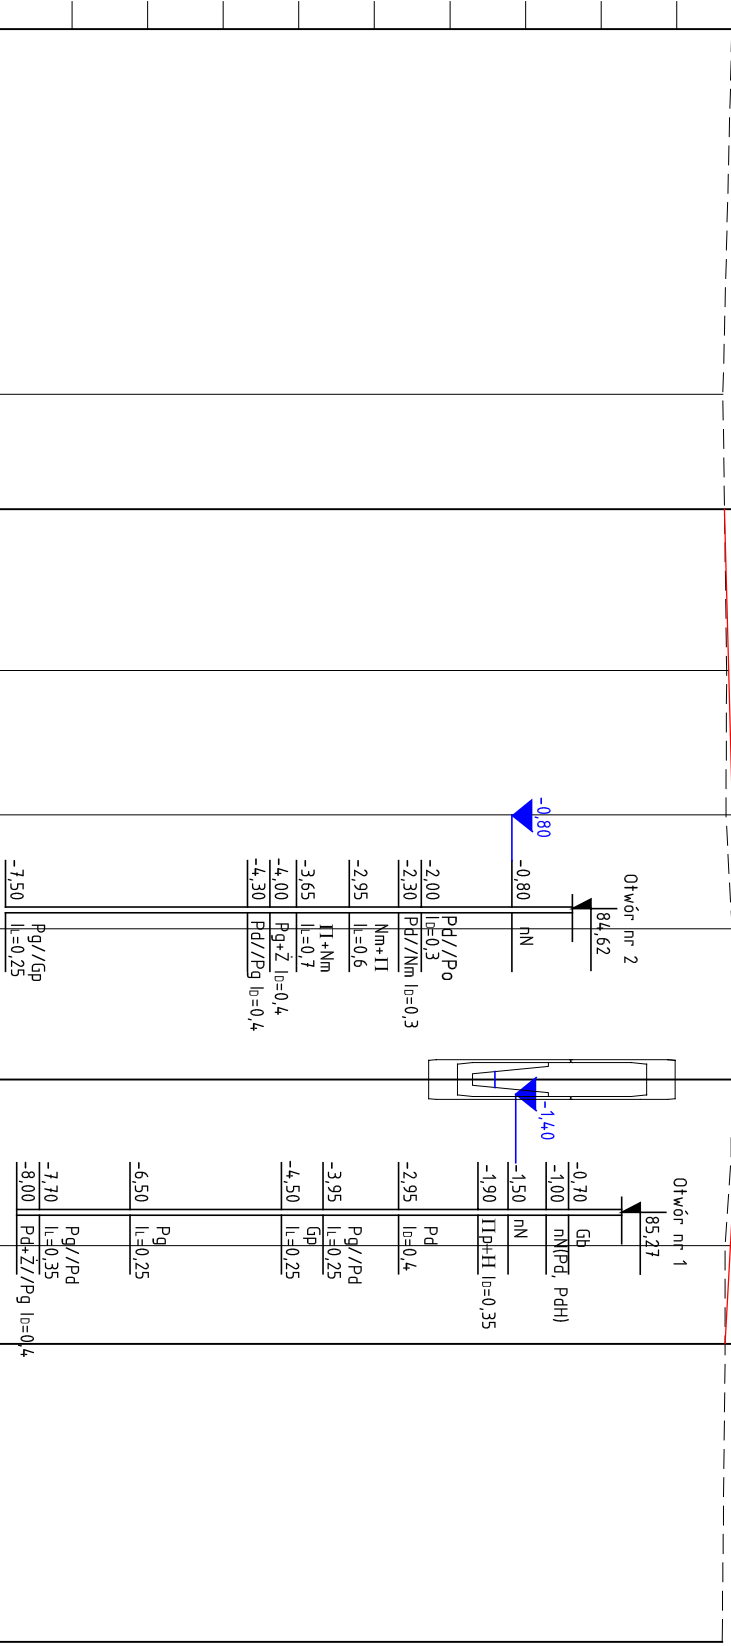 Otwór nr 2
84,62
-0,80
-0,80
nN
-2,00
Pd//Po
ID=0,3
-2,30
Pd//Nm ID=0,3
-2,95
Nm+Π
IL=0,6
-3,65
Π+Nm
IL=0,7
-4,00
Pg+Ż ID=0,4
-4,30
Pd//Pg ID=0,4
-7,50
Pg//Gp
IL=0,25
Otwór nr 1
85,27
-1,40
-0,70
Gb
-1,00
nN(Pd, PdH)
-1,50
nN
-1,90
Πp+H ID=0,35
-2,95
Pd
ID=0,4
-3,95
Pg//Pd
IL=0,25
-4,50
Gp
IL=0,25
-6,50
Pg
IL=0,25
-7,70
Pg//Pd
IL=0,35
-8,00
Pd+Ż//Pg ID=0,4